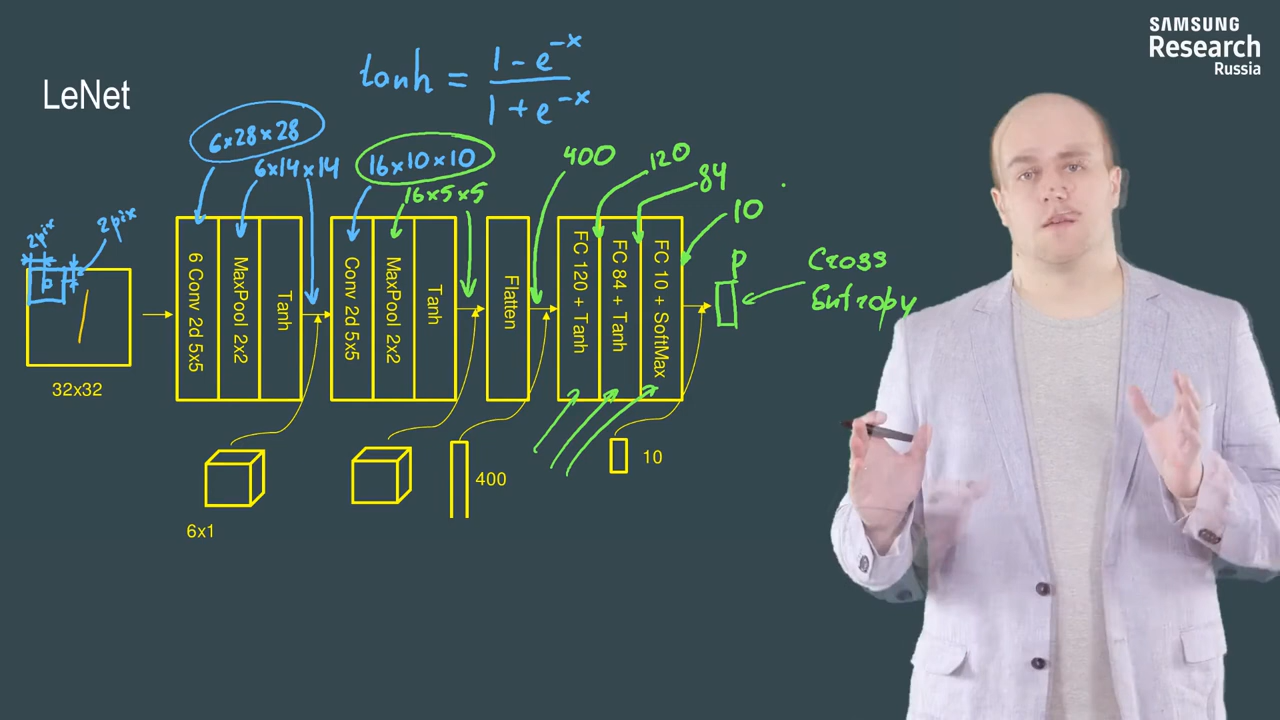 SAMSUNG
Research
Russia
LeNet
tanh = (1 - e^-x) / (1 + e^-x)
6x28x28
6x14x14
16x10x10
16x5x5
400
120
84
10
2pix
2pix
6 Conv 2d 5x5
MaxPool 2x2
Tanh
Conv 2d 5x5
MaxPool 2x2
Tanh
Flatten
FC 120 + Tanh
FC 84 + Tanh
FC 10 + SoftMax
P
Cross
Entropy
32x32
6x1
400
10